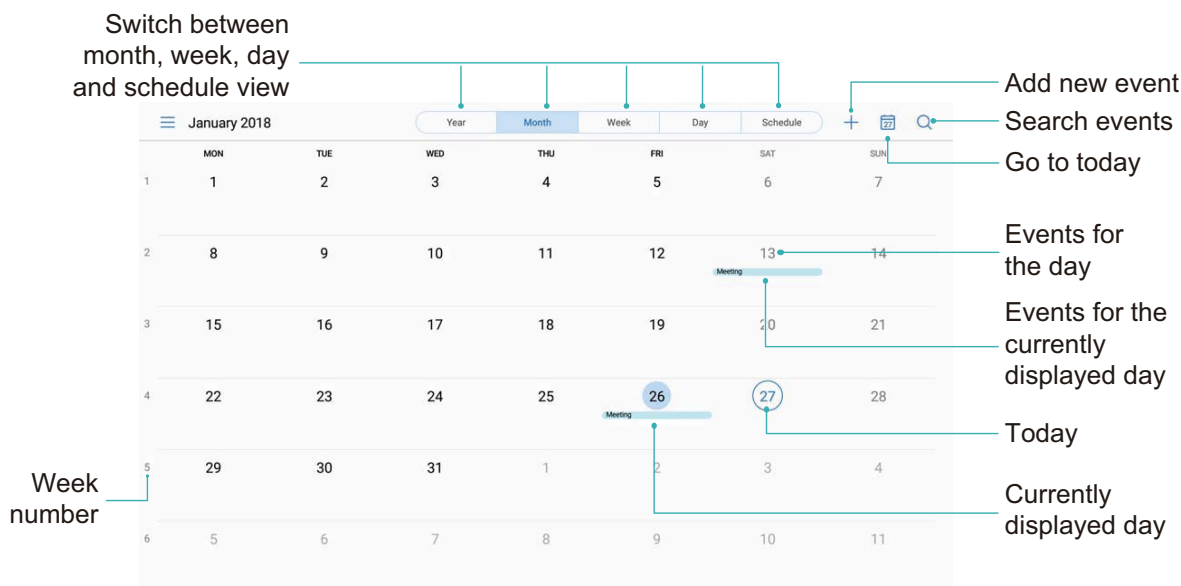 Switch between
month, week, day
and schedule view
Add new event
Search events
Go to today
January 2018
Year Month Week Day Schedule 27
MON TUE WED THU FRI SAT SUN
1 1 2 3 4 5 6 7
Events for
the day
2 8 9 10 11 12 13 14
Meeting
Events for the
currently
displayed day
3 15 16 17 18 19 20 21
4 22 23 24 25 26 27 28
Meeting
Today
Week
number
5 29 30 31 1 2 3 4
Currently
displayed day
6 5 6 7 8 9 10 11